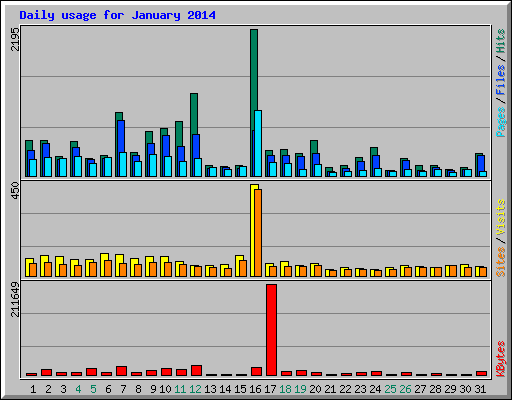 Daily usage for January 2014
2195
Pages / Files / Hits
450
Sites / Visits
211649
KBytes
1 2 3 4 5 6 7 8 9 10 11 12 13 14 15 16 17 18 19 20 21 22 23 24 25 26 27 28 29 30 31